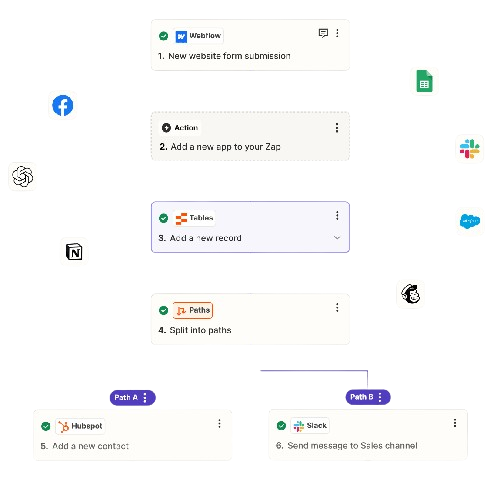 Webflow
1. New website form submission
Action
2. Add a new app to your Zap
Tables
3. Add a new record
Paths
4. Split into paths
Path A
Path B
Hubspot
5. Add a new contact
Slack
6. Send message to Sales channel